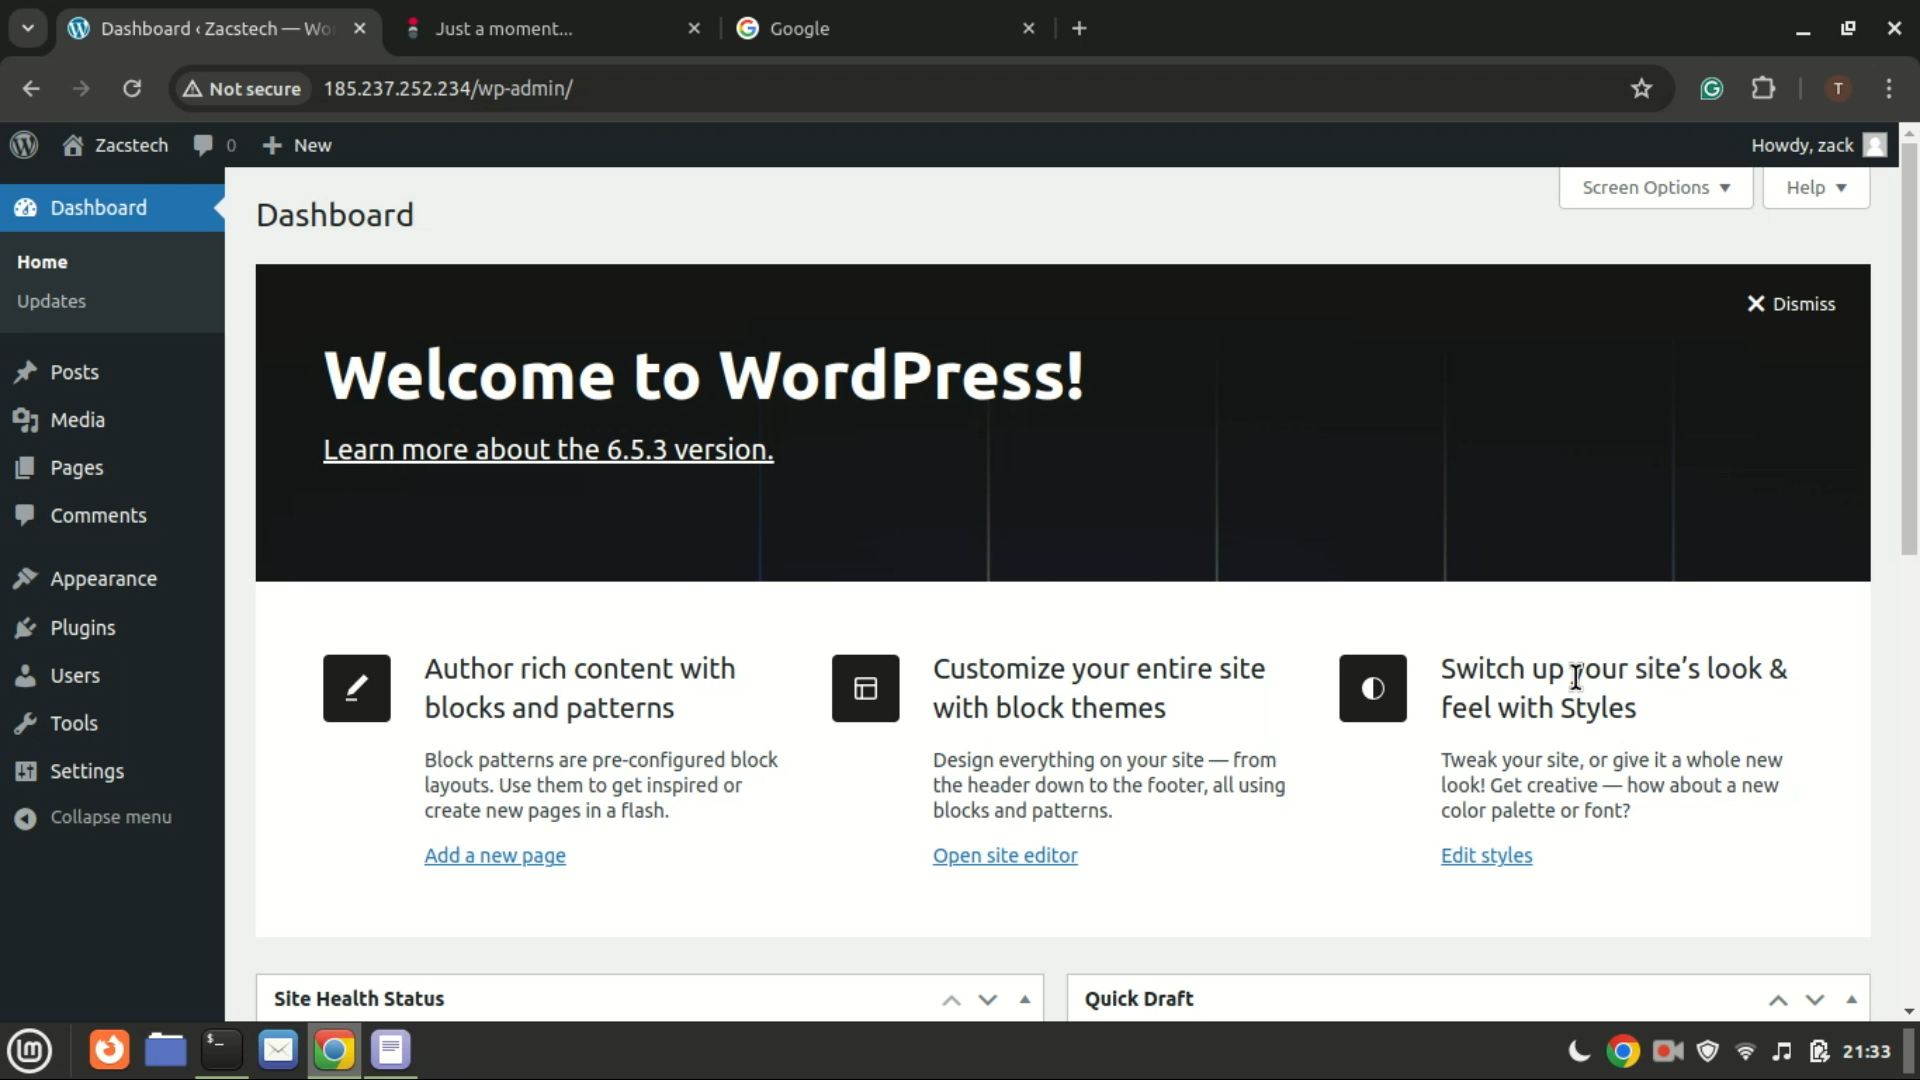 Dashboard ‹ Zacstech — Wo
Just a moment...
Google
Not secure
185.237.252.234/wp-admin/
T
Zacstech
0
New
Howdy, zack
Dashboard
Home
Updates
Posts
Media
Pages
Comments
Appearance
Plugins
Users
Tools
Settings
Collapse menu
Dashboard
Screen Options
Help
Dismiss
Welcome to WordPress!
Learn more about the 6.5.3 version.
Author rich content with
blocks and patterns
Block patterns are pre-configured block
layouts. Use them to get inspired or
create new pages in a flash.
Add a new page
Customize your entire site
with block themes
Design everything on your site — from
the header down to the footer, all using
blocks and patterns.
Open site editor
Switch up your site’s look &
feel with Styles
Tweak your site, or give it a whole new
look! Get creative — how about a new
color palette or font?
Edit styles
Site Health Status
Quick Draft
21:33